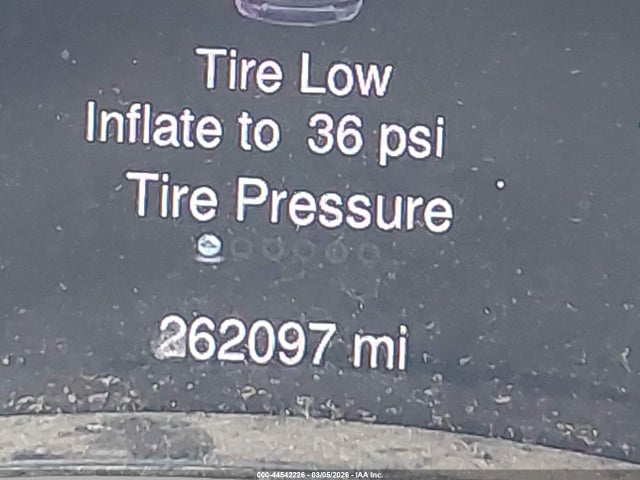 Tire Low
Inflate to 36 psi
Tire Pressure
262097 mi
000-44542226 - 03/05/2026 - IAA Inc.